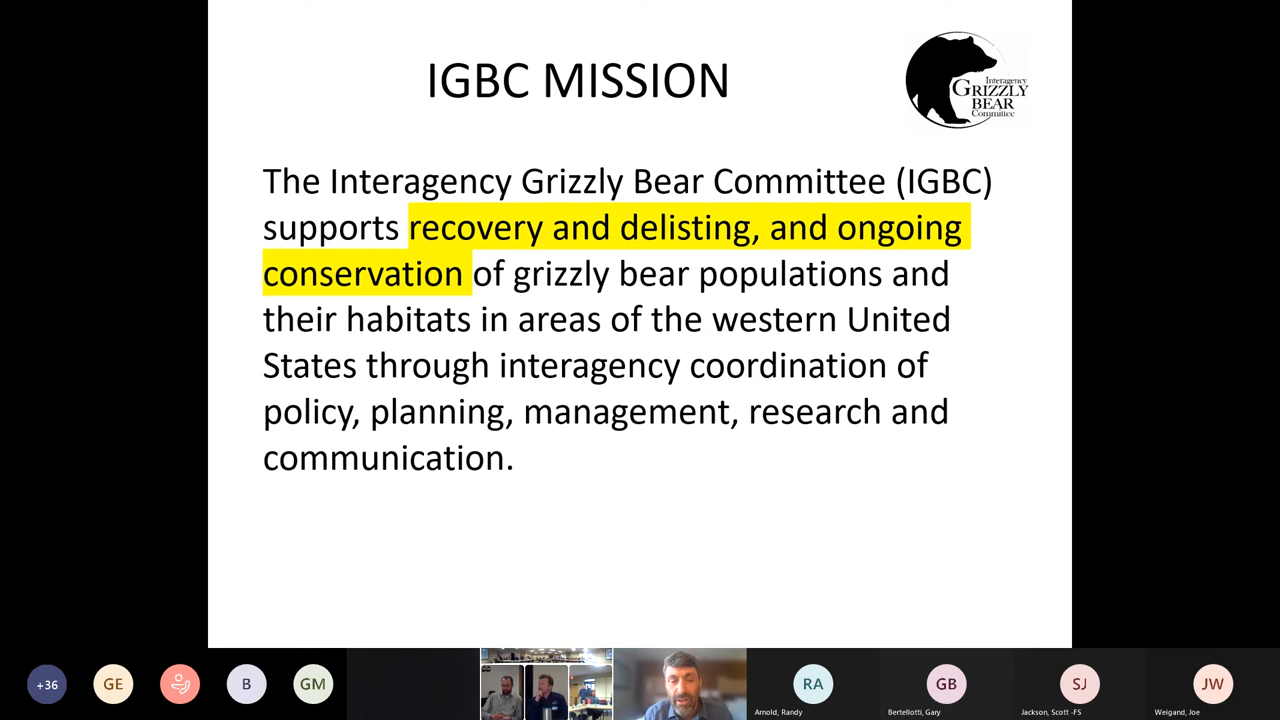 IGBC MISSION
Interagency
GRIZZLY
BEAR
Committee
The Interagency Grizzly Bear Committee (IGBC)
supports recovery and delisting, and ongoing
conservation of grizzly bear populations and
their habitats in areas of the western United
States through interagency coordination of
policy, planning, management, research and
communication.
+36
GE
B
GM
RA
GB
SJ
JW
Arnold, Randy
Bertellotti, Gary
Jackson, Scott -FS
Weigand, Joe